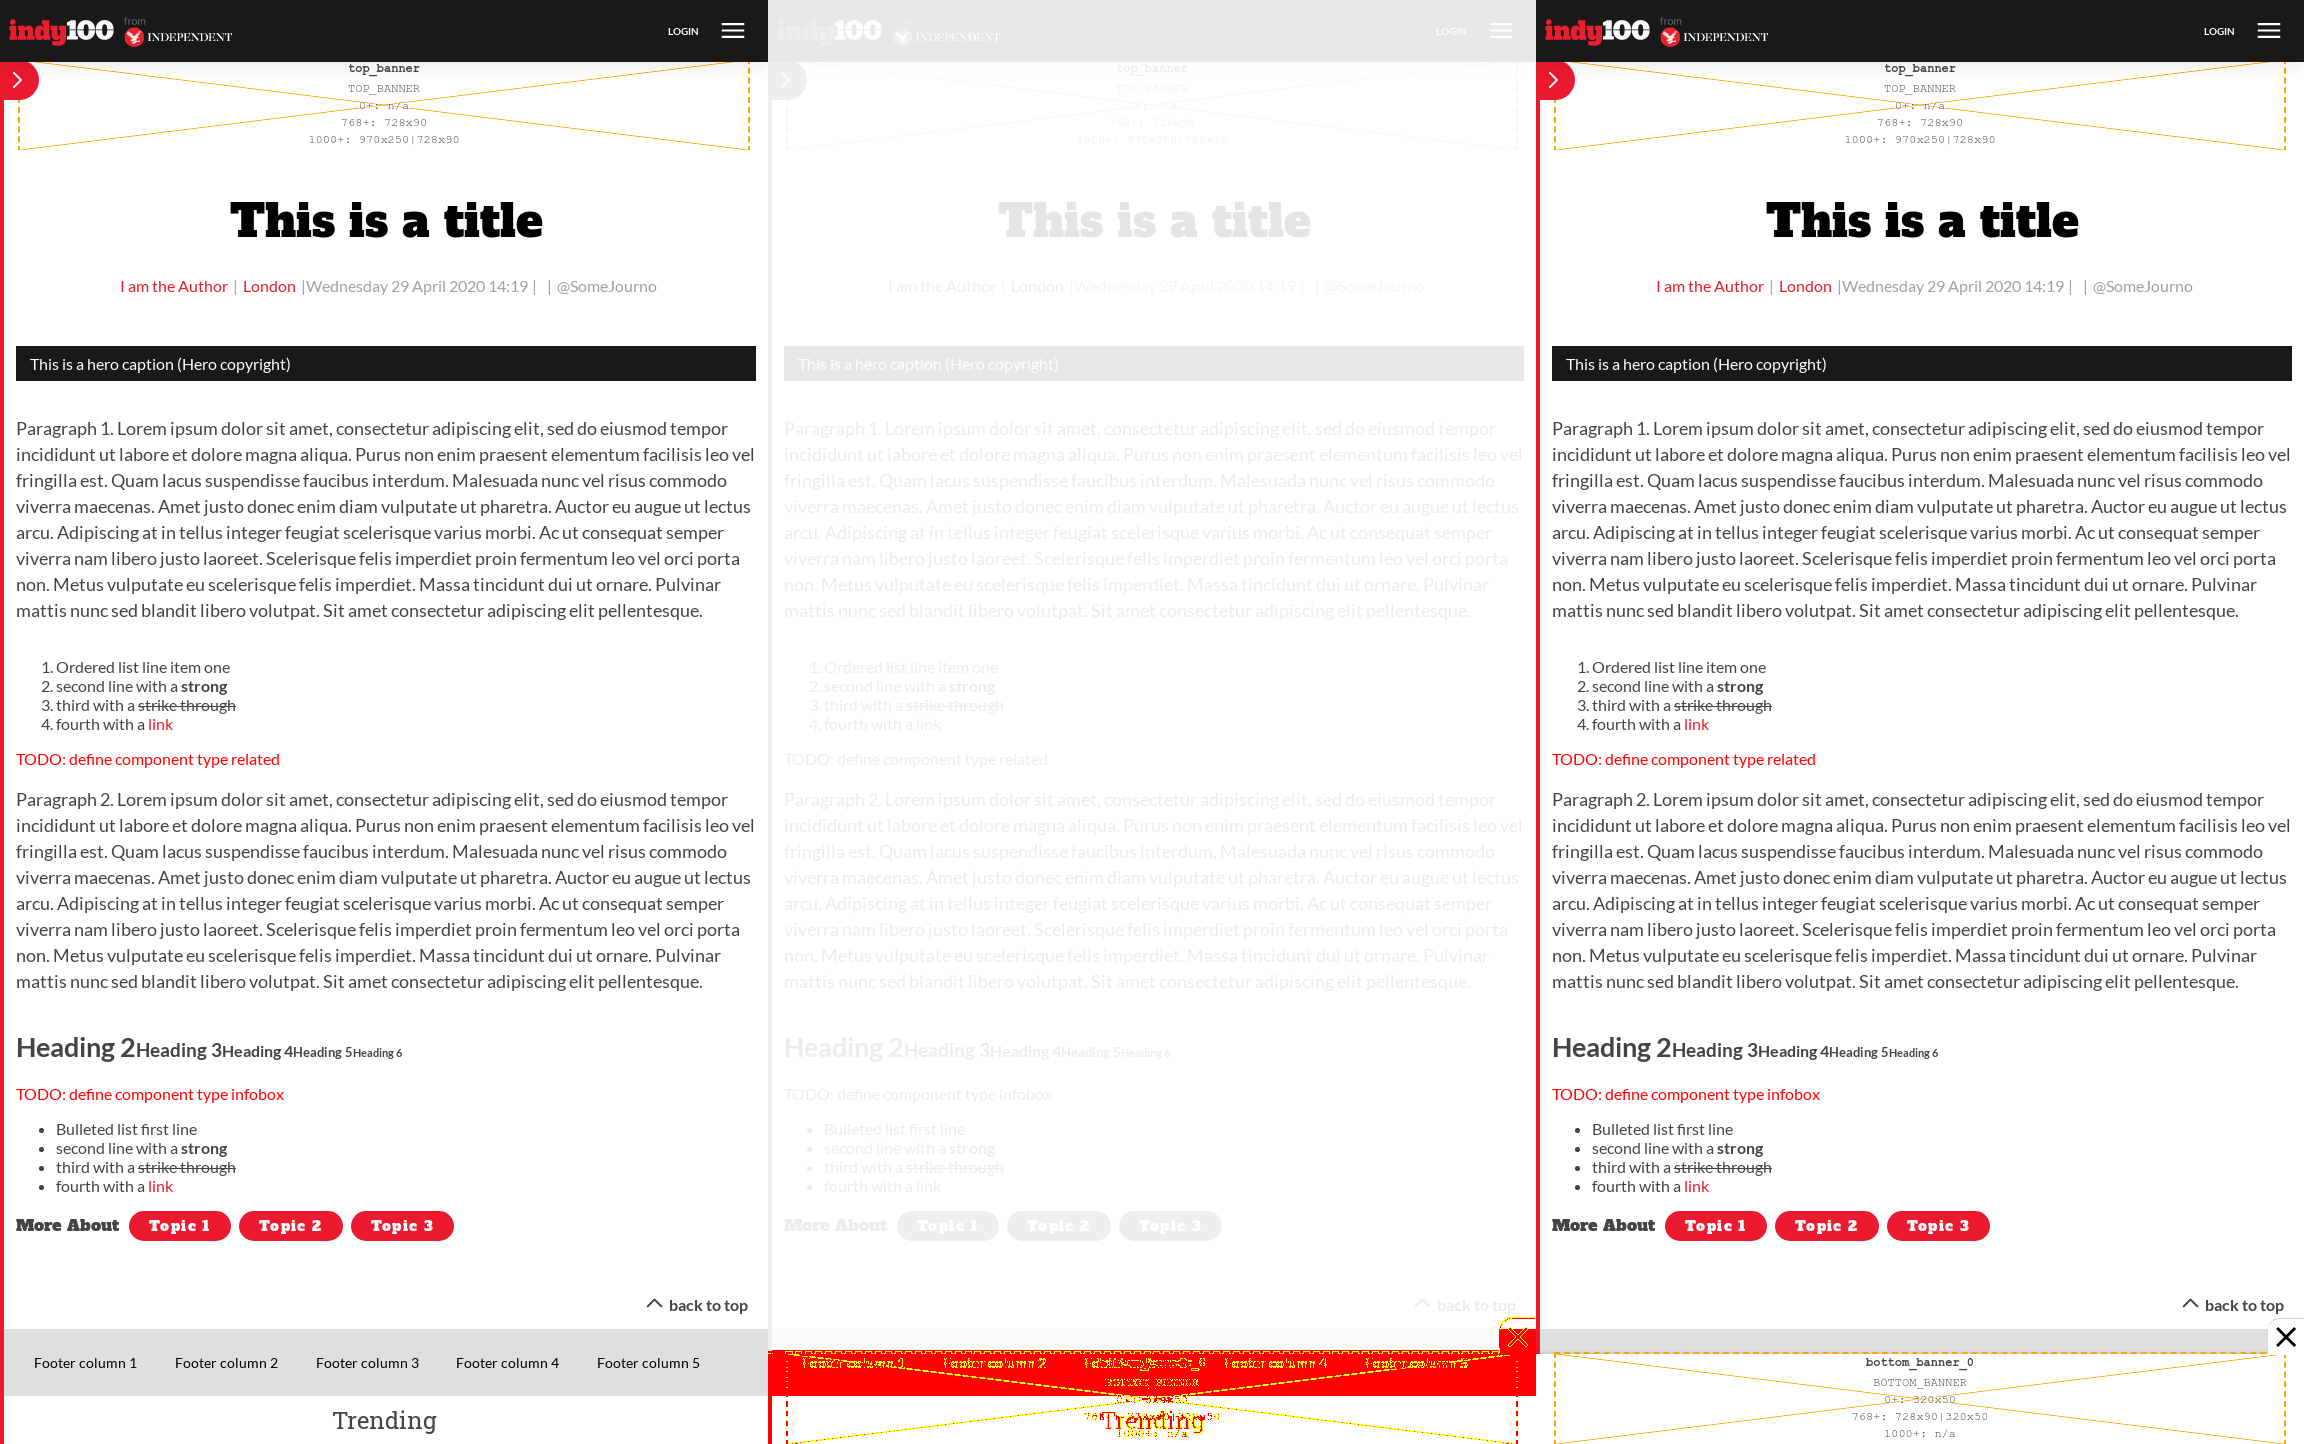 indy100 from INDEPENDENT
LOGIN
top_banner
TOP_BANNER
0+: n/a
768+: 728x90
1000+: 970x250|728x90
This is a title
I am the Author | London |Wednesday 29 April 2020 14:19 | | @SomeJourno
This is a hero caption (Hero copyright)
Paragraph 1. Lorem ipsum dolor sit amet, consectetur adipiscing elit, sed do eiusmod tempor
incididunt ut labore et dolore magna aliqua. Purus non enim praesent elementum facilisis leo vel
fringilla est. Quam lacus suspendisse faucibus interdum. Malesuada nunc vel risus commodo
viverra maecenas. Amet justo donec enim diam vulputate ut pharetra. Auctor eu augue ut lectus
arcu. Adipiscing at in tellus integer feugiat scelerisque varius morbi. Ac ut consequat semper
viverra nam libero justo laoreet. Scelerisque felis imperdiet proin fermentum leo vel orci porta
non. Metus vulputate eu scelerisque felis imperdiet. Massa tincidunt dui ut ornare. Pulvinar
mattis nunc sed blandit libero volutpat. Sit amet consectetur adipiscing elit pellentesque.
1. Ordered list line item one
2. second line with a strong
3. third with a strike through
4. fourth with a link
TODO: define component type related
Paragraph 2. Lorem ipsum dolor sit amet, consectetur adipiscing elit, sed do eiusmod tempor
incididunt ut labore et dolore magna aliqua. Purus non enim praesent elementum facilisis leo vel
fringilla est. Quam lacus suspendisse faucibus interdum. Malesuada nunc vel risus commodo
viverra maecenas. Amet justo donec enim diam vulputate ut pharetra. Auctor eu augue ut lectus
arcu. Adipiscing at in tellus integer feugiat scelerisque varius morbi. Ac ut consequat semper
viverra nam libero justo laoreet. Scelerisque felis imperdiet proin fermentum leo vel orci porta
non. Metus vulputate eu scelerisque felis imperdiet. Massa tincidunt dui ut ornare. Pulvinar
mattis nunc sed blandit libero volutpat. Sit amet consectetur adipiscing elit pellentesque.
Heading 2Heading 3Heading 4Heading 5Heading 6
TODO: define component type infobox
• Bulleted list first line
• second line with a strong
• third with a strike through
• fourth with a link
More About Topic 1 Topic 2 Topic 3
back to top
Footer column 1 Footer column 2 Footer column 3 Footer column 4 Footer column 5
Trending
indy100 from INDEPENDENT
LOGIN
top_banner
TOP_BANNER
0+: n/a
768+: 728x90
1000+: 970x250|728x90
This is a title
I am the Author | London |Wednesday 29 April 2020 14:19 | | @SomeJourno
This is a hero caption (Hero copyright)
Paragraph 1. Lorem ipsum dolor sit amet, consectetur adipiscing elit, sed do eiusmod tempor
incididunt ut labore et dolore magna aliqua. Purus non enim praesent elementum facilisis leo vel
fringilla est. Quam lacus suspendisse faucibus interdum. Malesuada nunc vel risus commodo
viverra maecenas. Amet justo donec enim diam vulputate ut pharetra. Auctor eu augue ut lectus
arcu. Adipiscing at in tellus integer feugiat scelerisque varius morbi. Ac ut consequat semper
viverra nam libero justo laoreet. Scelerisque felis imperdiet proin fermentum leo vel orci porta
non. Metus vulputate eu scelerisque felis imperdiet. Massa tincidunt dui ut ornare. Pulvinar
mattis nunc sed blandit libero volutpat. Sit amet consectetur adipiscing elit pellentesque.
1. Ordered list line item one
2. second line with a strong
3. third with a strike through
4. fourth with a link
TODO: define component type related
Paragraph 2. Lorem ipsum dolor sit amet, consectetur adipiscing elit, sed do eiusmod tempor
incididunt ut labore et dolore magna aliqua. Purus non enim praesent elementum facilisis leo vel
fringilla est. Quam lacus suspendisse faucibus interdum. Malesuada nunc vel risus commodo
viverra maecenas. Amet justo donec enim diam vulputate ut pharetra. Auctor eu augue ut lectus
arcu. Adipiscing at in tellus integer feugiat scelerisque varius morbi. Ac ut consequat semper
viverra nam libero justo laoreet. Scelerisque felis imperdiet proin fermentum leo vel orci porta
non. Metus vulputate eu scelerisque felis imperdiet. Massa tincidunt dui ut ornare. Pulvinar
mattis nunc sed blandit libero volutpat. Sit amet consectetur adipiscing elit pellentesque.
Heading 2Heading 3Heading 4Heading 5Heading 6
TODO: define component type infobox
• Bulleted list first line
• second line with a strong
• third with a strike through
• fourth with a link
More About Topic 1 Topic 2 Topic 3
back to top
Footer column 1 Footer column 2 Footer column 4 Footer column 5
Trending
1000+: n/a
indy100 from INDEPENDENT
LOGIN
top_banner
TOP_BANNER
0+: n/a
768+: 728x90
1000+: 970x250|728x90
This is a title
I am the Author | London |Wednesday 29 April 2020 14:19 | | @SomeJourno
This is a hero caption (Hero copyright)
Paragraph 1. Lorem ipsum dolor sit amet, consectetur adipiscing elit, sed do eiusmod tempor
incididunt ut labore et dolore magna aliqua. Purus non enim praesent elementum facilisis leo vel
fringilla est. Quam lacus suspendisse faucibus interdum. Malesuada nunc vel risus commodo
viverra maecenas. Amet justo donec enim diam vulputate ut pharetra. Auctor eu augue ut lectus
arcu. Adipiscing at in tellus integer feugiat scelerisque varius morbi. Ac ut consequat semper
viverra nam libero justo laoreet. Scelerisque felis imperdiet proin fermentum leo vel orci porta
non. Metus vulputate eu scelerisque felis imperdiet. Massa tincidunt dui ut ornare. Pulvinar
mattis nunc sed blandit libero volutpat. Sit amet consectetur adipiscing elit pellentesque.
1. Ordered list line item one
2. second line with a strong
3. third with a strike through
4. fourth with a link
TODO: define component type related
Paragraph 2. Lorem ipsum dolor sit amet, consectetur adipiscing elit, sed do eiusmod tempor
incididunt ut labore et dolore magna aliqua. Purus non enim praesent elementum facilisis leo vel
fringilla est. Quam lacus suspendisse faucibus interdum. Malesuada nunc vel risus commodo
viverra maecenas. Amet justo donec enim diam vulputate ut pharetra. Auctor eu augue ut lectus
arcu. Adipiscing at in tellus integer feugiat scelerisque varius morbi. Ac ut consequat semper
viverra nam libero justo laoreet. Scelerisque felis imperdiet proin fermentum leo vel orci porta
non. Metus vulputate eu scelerisque felis imperdiet. Massa tincidunt dui ut ornare. Pulvinar
mattis nunc sed blandit libero volutpat. Sit amet consectetur adipiscing elit pellentesque.
Heading 2Heading 3Heading 4Heading 5Heading 6
TODO: define component type infobox
• Bulleted list first line
• second line with a strong
• third with a strike through
• fourth with a link
More About Topic 1 Topic 2 Topic 3
back to top
bottom_banner_0
BOTTOM_BANNER
0+: 320x50
768+: 728x90|320x50
1000+: n/a